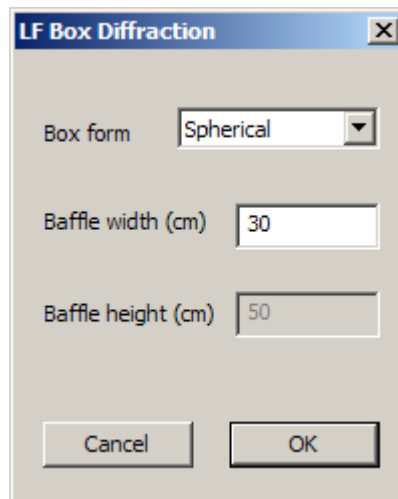 LF Box Diffraction
Box form Spherical
Baffle width (cm) 30
Baffle height (cm) 50
Cancel OK